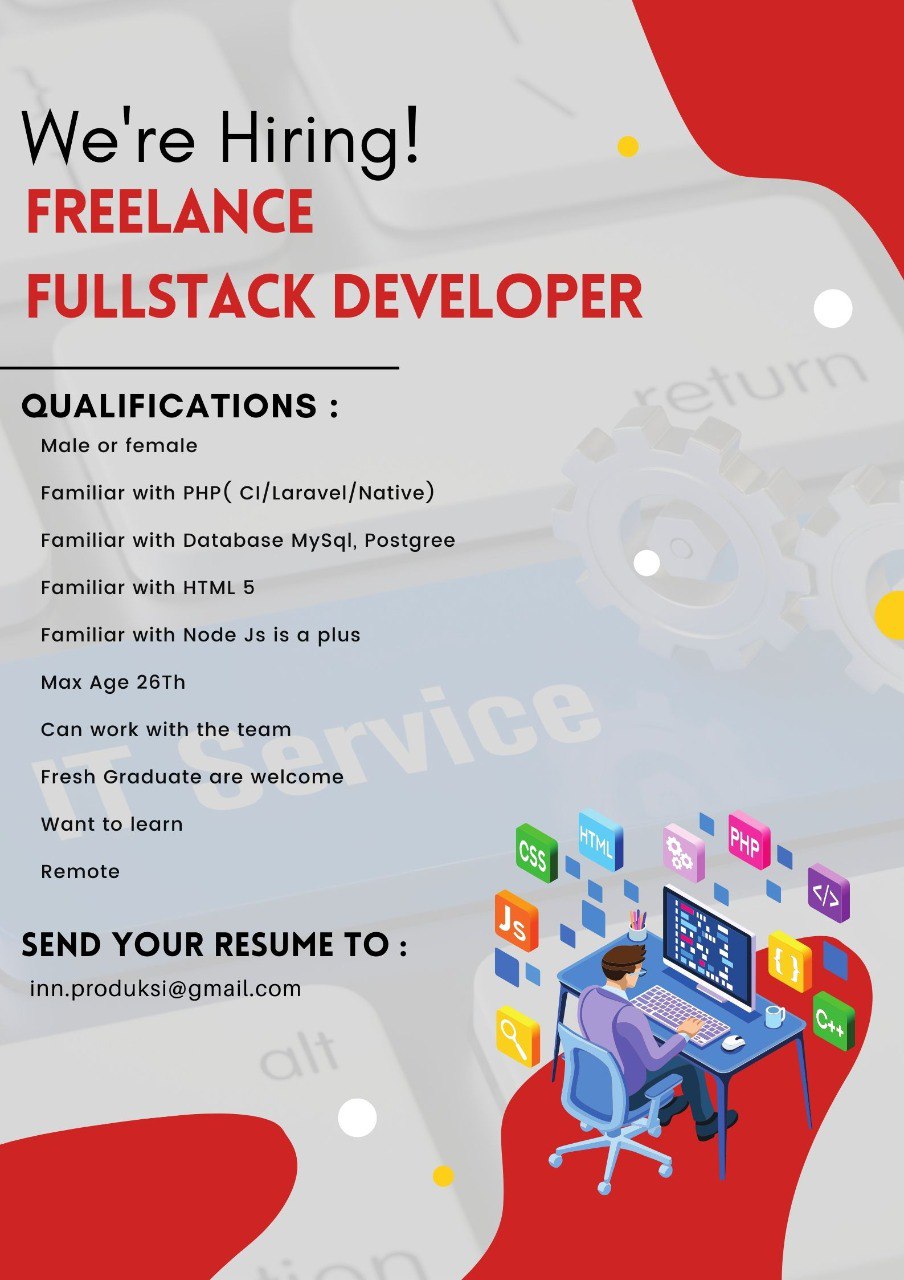 We're Hiring!
FREELANCE
FULLSTACK DEVELOPER
return
QUALIFICATIONS :
Male or female
Familiar with PHP( CI/Laravel/Native)
Familiar with Database MySql, Postgree
Familiar with HTML 5
Familiar with Node Js is a plus
Max Age 26Th
Can work with the team
IT Service
Fresh Graduate are welcome
Want to learn
Remote
CSS
HTML
PHP
</>
Js
{ }
C++
SEND YOUR RESUME TO :
inn.produksi@gmail.com
alt